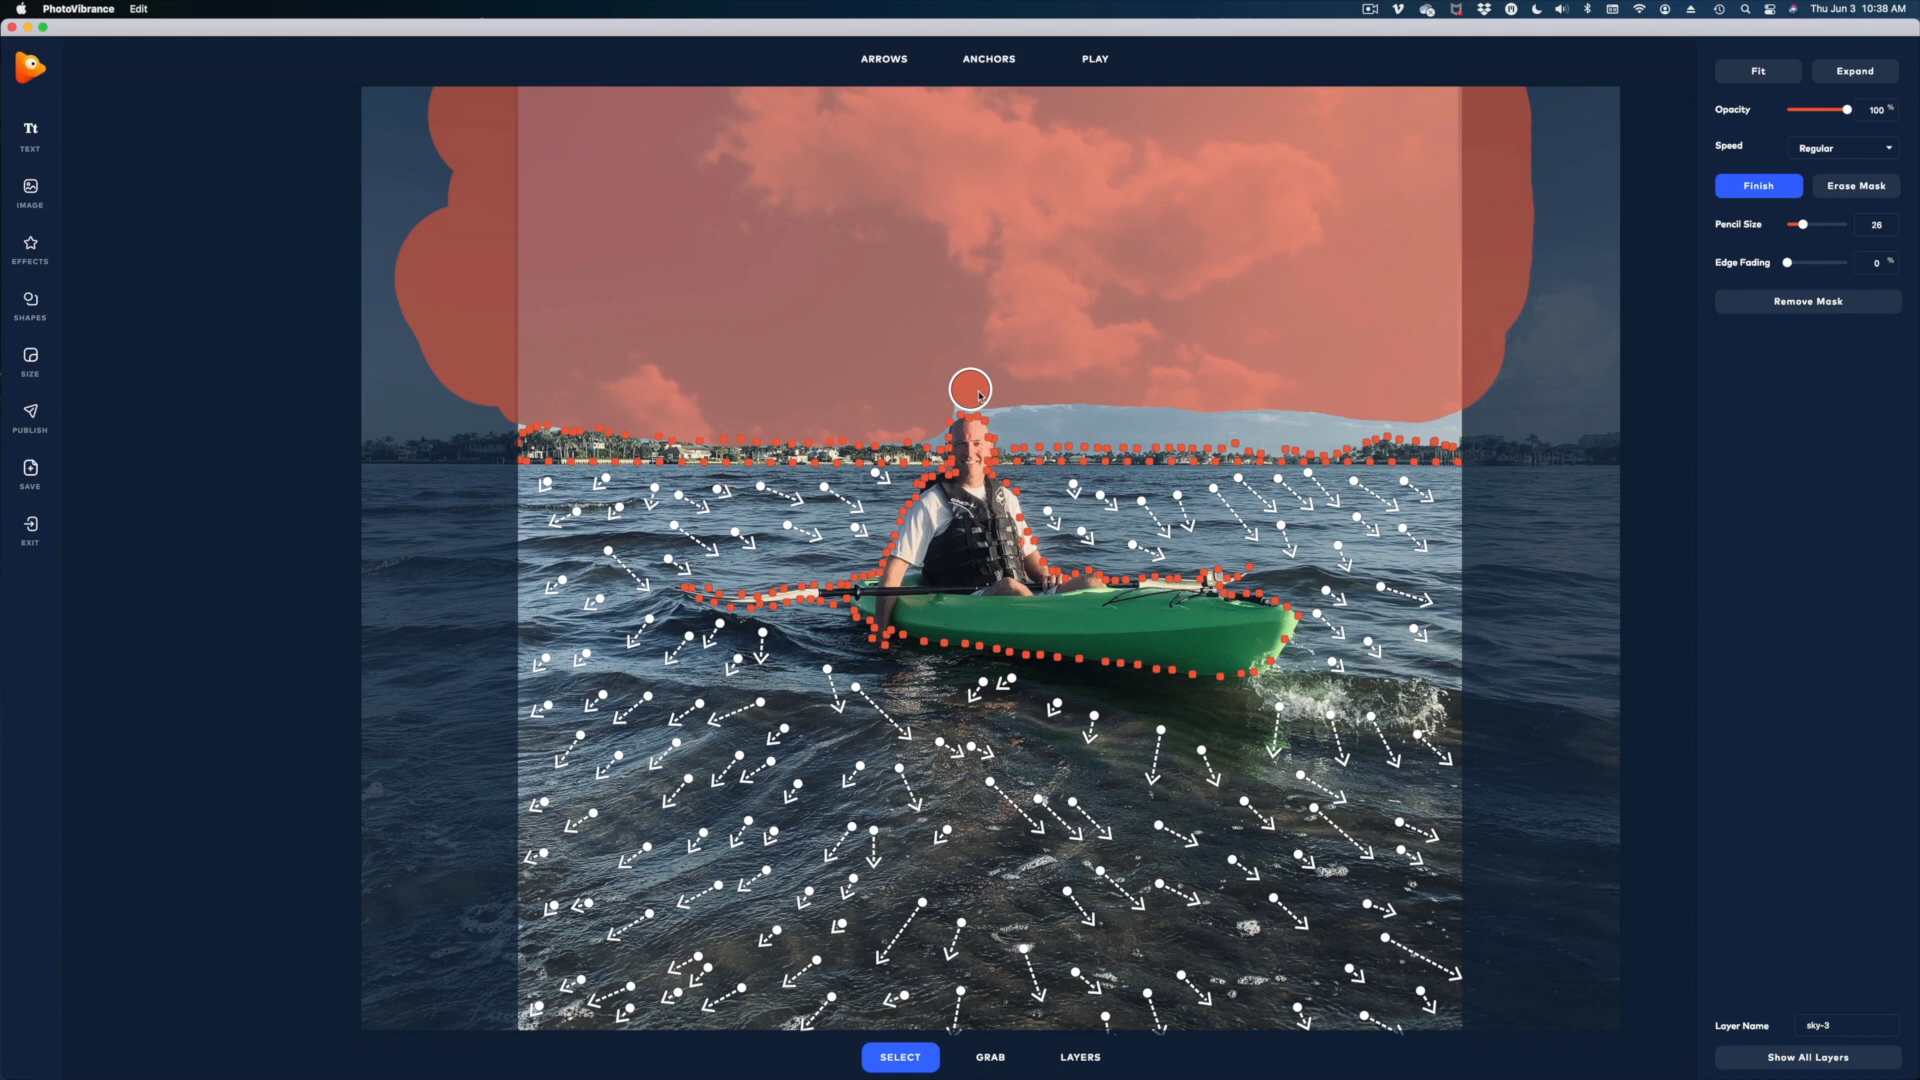 PhotoVibrance Edit
Thu Jun 3 10:38 AM
ARROWS ANCHORS PLAY
Tt
TEXT
IMAGE
EFFECTS
SHAPES
SIZE
PUBLISH
SAVE
EXIT
Fit Expand
Opacity 100 %
Speed Regular
Finish Erase Mask
Pencil Size 26
Edge Fading 0 %
Remove Mask
Layer Name sky-3
Show All Layers
SELECT GRAB LAYERS